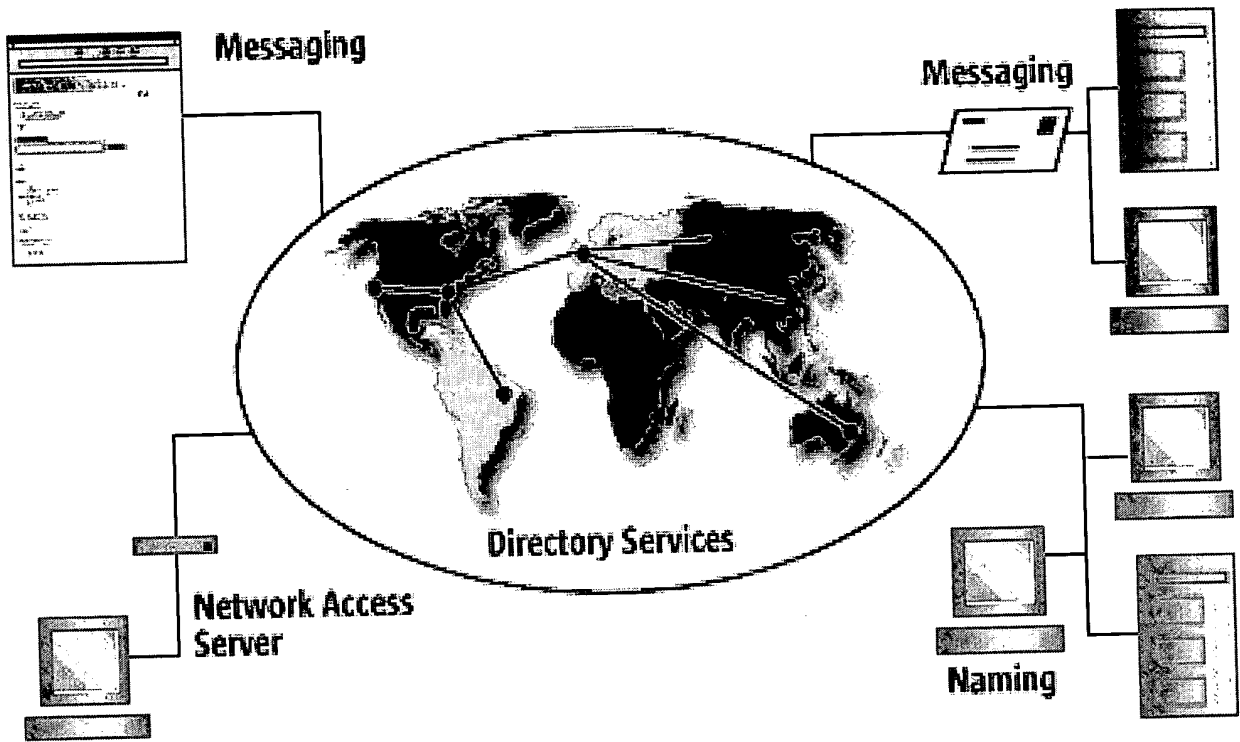 Messaging
Messaging
Directory Services
Network Access
Server
Naming